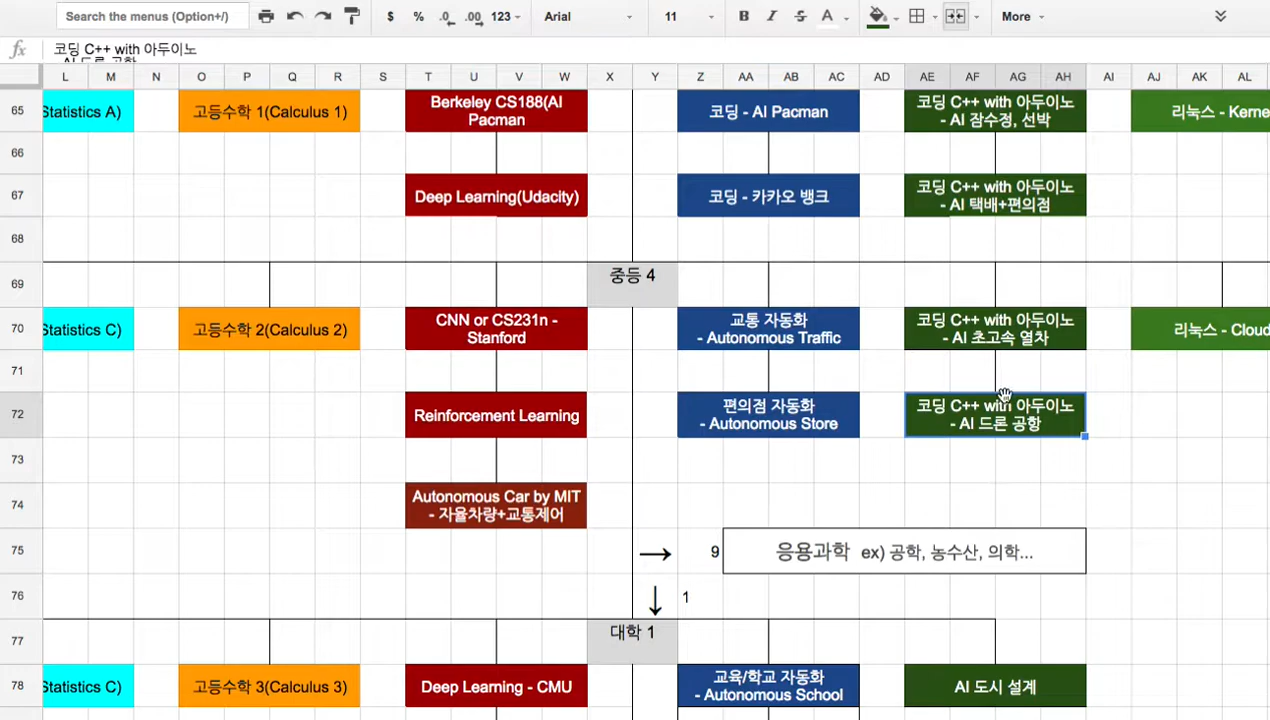 Search the menus (Option+/)
$ % .0 .00 123 Arial 11 B I S A More
fx 코딩 C++ with 아두이노
- AI 드론 공항
L M N O P Q R S T U V W X Y Z AA AB AC AD AE AF AG AH AI AJ AK AL
65
Statistics A)
고등수학 1(Calculus 1)
Berkeley CS188(AI
Pacman
코딩 - AI Pacman
코딩 C++ with 아두이노
- AI 잠수정, 선박
리눅스 - Kerne
66
67
Deep Learning(Udacity)
코딩 - 카카오 뱅크
코딩 C++ with 아두이노
- AI 택배+편의점
68
69
중등 4
70
Statistics C)
고등수학 2(Calculus 2)
CNN or CS231n -
Stanford
교통 자동화
- Autonomous Traffic
코딩 C++ with 아두이노
- AI 초고속 열차
리눅스 - Cloud
71
72
Reinforcement Learning
편의점 자동화
- Autonomous Store
코딩 C++ with 아두이노
- AI 드론 공항
73
74
Autonomous Car by MIT
- 자율차량+교통제어
75
→ 9
응용과학 ex) 공학, 농수산, 의학...
76
↓ 1
77
대학 1
78
Statistics C)
고등수학 3(Calculus 3)
Deep Learning - CMU
교육/학교 자동화
- Autonomous School
AI 도시 설계